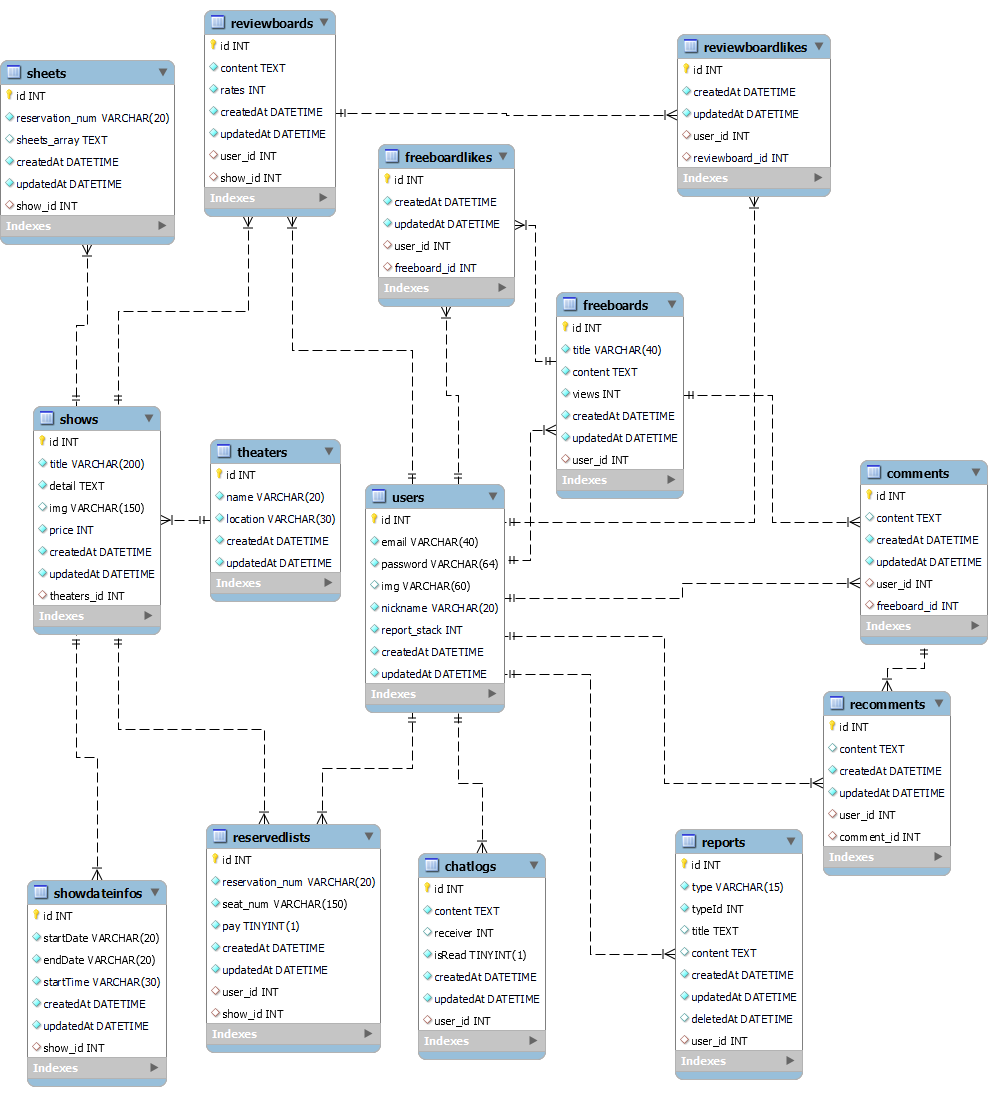 reviewboards
id INT
content TEXT
rates INT
createdAt DATETIME
updatedAt DATETIME
user_id INT
show_id INT
Indexes
reviewboardlikes
id INT
createdAt DATETIME
updatedAt DATETIME
user_id INT
reviewboard_id INT
Indexes
sheets
id INT
reservation_num VARCHAR(20)
sheets_array TEXT
createdAt DATETIME
updatedAt DATETIME
show_id INT
Indexes
freeboardlikes
id INT
createdAt DATETIME
updatedAt DATETIME
user_id INT
freeboard_id INT
Indexes
freeboards
id INT
title VARCHAR(40)
content TEXT
views INT
createdAt DATETIME
updatedAt DATETIME
user_id INT
Indexes
shows
id INT
title VARCHAR(200)
detail TEXT
img VARCHAR(150)
price INT
createdAt DATETIME
updatedAt DATETIME
theaters_id INT
Indexes
theaters
id INT
name VARCHAR(20)
location VARCHAR(30)
createdAt DATETIME
updatedAt DATETIME
Indexes
users
id INT
email VARCHAR(40)
password VARCHAR(64)
img VARCHAR(60)
nickname VARCHAR(20)
report_stack INT
createdAt DATETIME
updatedAt DATETIME
Indexes
comments
id INT
content TEXT
createdAt DATETIME
updatedAt DATETIME
user_id INT
freeboard_id INT
Indexes
recomments
id INT
content TEXT
createdAt DATETIME
updatedAt DATETIME
user_id INT
comment_id INT
Indexes
showdateinfos
id INT
startDate VARCHAR(20)
endDate VARCHAR(20)
startTime VARCHAR(30)
createdAt DATETIME
updatedAt DATETIME
show_id INT
Indexes
reservedlists
id INT
reservation_num VARCHAR(20)
seat_num VARCHAR(150)
pay TINYINT(1)
createdAt DATETIME
updatedAt DATETIME
user_id INT
show_id INT
Indexes
chatlogs
id INT
content TEXT
receiver INT
isRead TINYINT(1)
createdAt DATETIME
updatedAt DATETIME
user_id INT
Indexes
reports
id INT
type VARCHAR(15)
typeId INT
title TEXT
content TEXT
createdAt DATETIME
updatedAt DATETIME
deletedAt DATETIME
user_id INT
Indexes